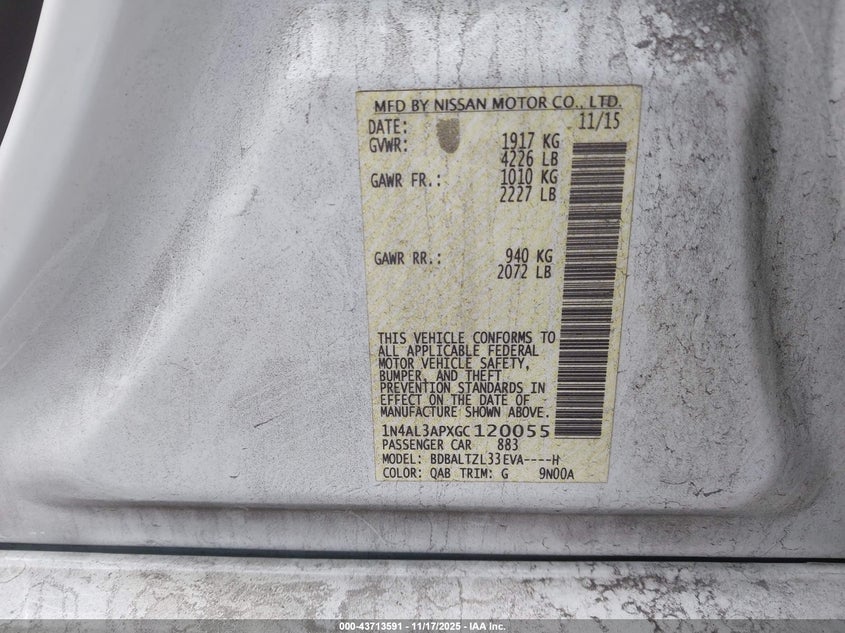 MFD BY NISSAN MOTOR CO., LTD.
DATE: 11/15
GVWR: 1917 KG
4226 LB
GAWR FR.: 1010 KG
2227 LB
GAWR RR.: 940 KG
2072 LB
THIS VEHICLE CONFORMS TO
ALL APPLICABLE FEDERAL
MOTOR VEHICLE SAFETY,
BUMPER, AND THEFT
PREVENTION STANDARDS IN
EFFECT ON THE DATE OF
MANUFACTURE SHOWN ABOVE.
1N4AL3APXGC120055
PASSENGER CAR 883
MODEL: BDBALTZL33EVA----H
COLOR: QAB TRIM: G 9N00A
000-43713591 - 11/17/2025 - IAA Inc.